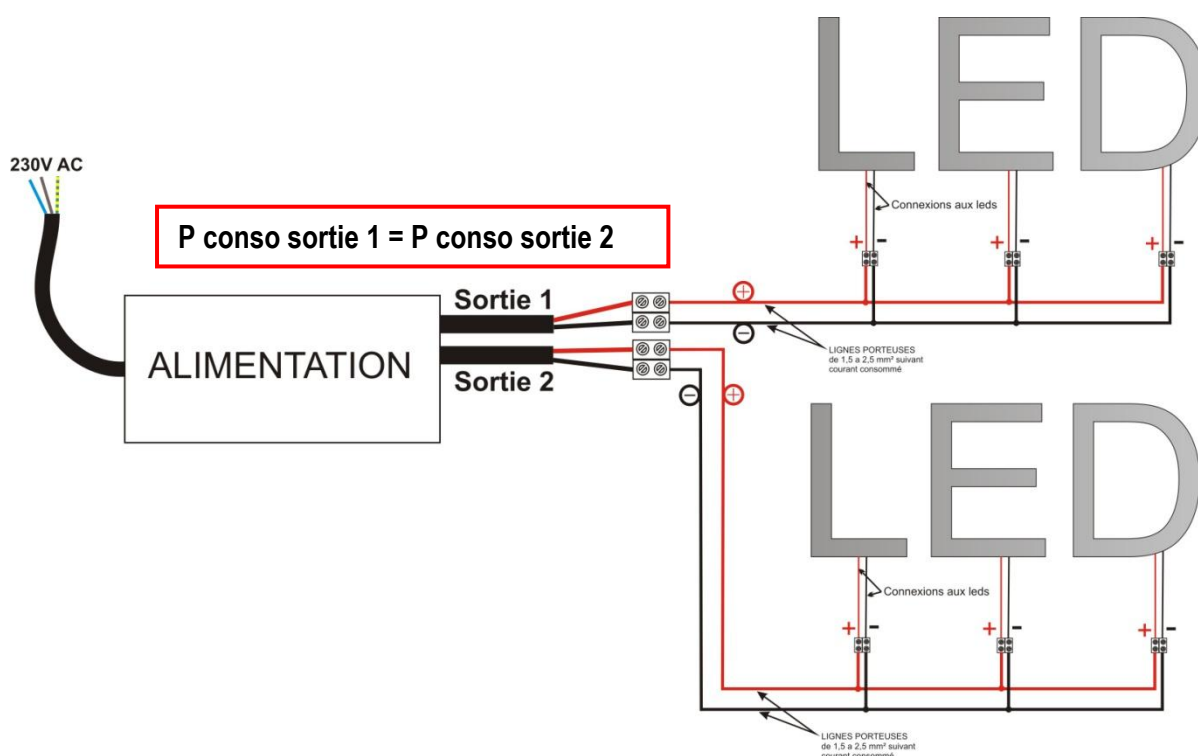 L E D
230V AC
Connexions aux leds
P conso sortie 1 = P conso sortie 2
+ - + - + -
Sortie 1
+
-
LIGNES PORTEUSES
de 1,5 a 2,5 mm² suivant
courant consommé
ALIMENTATION
Sortie 2
- +
L E D
Connexions aux leds
+ - + - + -
LIGNES PORTEUSES
de 1,5 a 2,5 mm² suivant
courant consommé